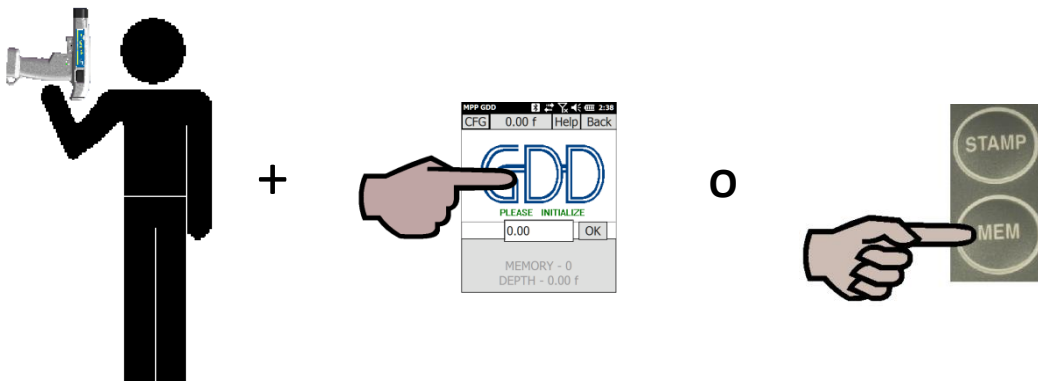 MPP GDD 2:38
CFG 0.00 f Help Back
GDD
PLEASE INITIALIZE
0.00 OK
MEMORY - 0
DEPTH - 0.00 f
+
o
STAMP
MEM